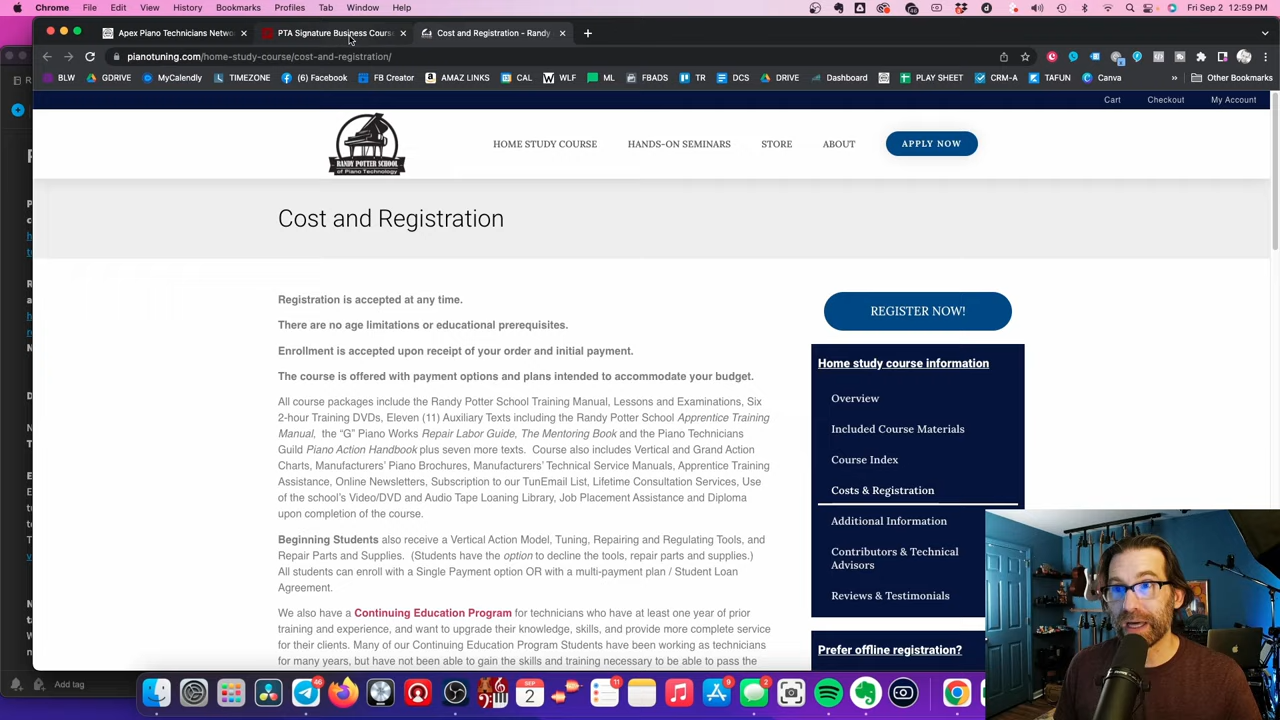 Chrome File Edit View History Bookmarks Profiles Tab Window Help
46
Sep 2 12:59 PM
Apex Piano Technicians Netwo
PTA Signature Business Cours
Cost and Registration – Randy
pianotuning.com/home-study-course/cost-and-registration/
BLW GDRIVE MyCalendly TIMEZONE (6) Facebook FB Creator AMAZ LINKS CAL WLF ML FBADS TR DCS Dashboard PLAY SHEET CRM-A TAFUN Canva Other Bookmarks
Cart Checkout My Account
RANDY POTTER SCHOOL
of Piano Technology
HOME STUDY COURSE HANDS-ON SEMINARS STORE ABOUT APPLY NOW
Cost and Registration
Registration is accepted at any time.
There are no age limitations or educational prerequisites.
Enrollment is accepted upon receipt of your order and initial payment.
The course is offered with payment options and plans intended to accommodate your budget.
All course packages include the Randy Potter School Training Manual, Lessons and Examinations, Six
2-hour Training DVDs, Eleven (11) Auxiliary Texts including the Randy Potter School Apprentice Training
Manual, the “G” Piano Works Repair Labor Guide, The Mentoring Book and the Piano Technicians
Guild Piano Action Handbook plus seven more texts. Course also includes Vertical and Grand Action
Charts, Manufacturers’ Piano Brochures, Manufacturers’ Technical Service Manuals, Apprentice Training
Assistance, Online Newsletters, Subscription to our TunEmail List, Lifetime Consultation Services, Use
of the school’s Video/DVD and Audio Tape Loaning Library, Job Placement Assistance and Diploma
upon completion of the course.
Beginning Students also receive a Vertical Action Model, Tuning, Repairing and Regulating Tools, and
Repair Parts and Supplies. (Students have the option to decline the tools, repair parts and supplies.)
All students can enroll with a Single Payment option OR with a multi-payment plan / Student Loan
Agreement.
We also have a Continuing Education Program for technicians who have at least one year of prior
training and experience, and want to upgrade their knowledge, skills, and provide more complete service
for their clients. Many of our Continuing Education Program Students have been working as technicians
for many years, but have not been able to gain the skills and training necessary to be able to pass the
REGISTER NOW!
Home study course information
Overview
Included Course Materials
Course Index
Costs & Registration
Additional Information
Contributors & Technical
Advisors
Reviews & Testimonials
Prefer offline registration?
Add tag
46
SEP
2
11
9
2